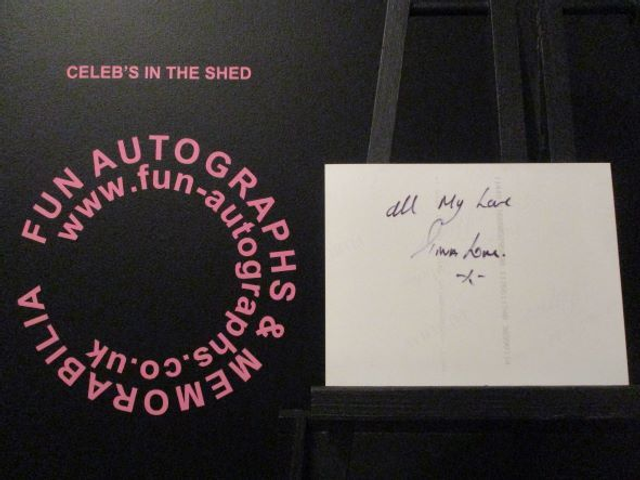 CELEB'S IN THE SHED
FUN AUTOGRAPHS & MEMORABILIA
www.fun-autographs.co.uk
all My Love
-x-